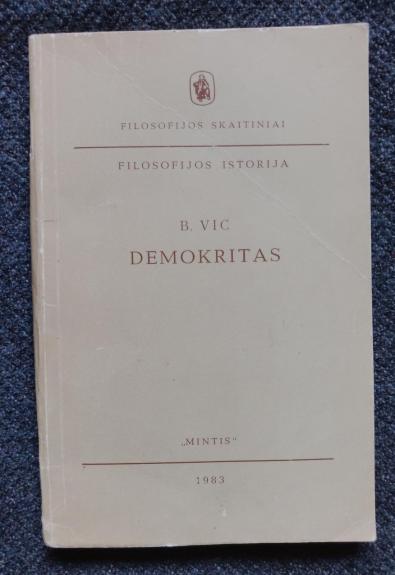 FILOSOFIJOS SKAITINIAI
FILOSOFIJOS ISTORIJA
B. VIC
DEMOKRITAS
„MINTIS“
1983